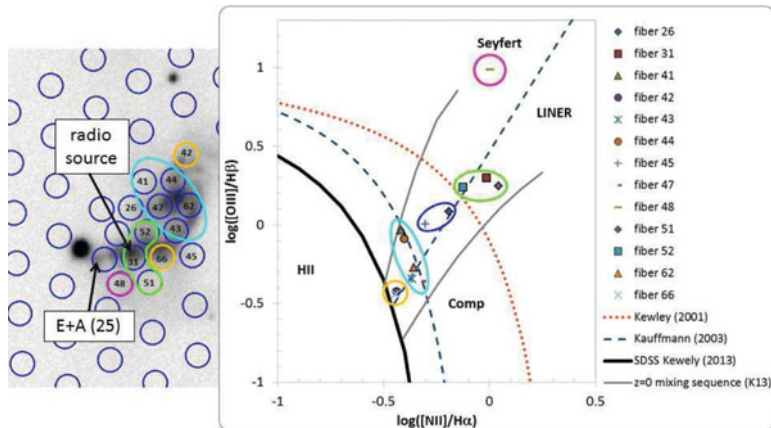 radio
source
42
41
44
26
47
62
52
43
31
66
45
48
51
E+A (25)
log([OIII]/Hβ)
1
0.5
0
-0.5
-1
-1
-0.5
0
0.5
log([NII]/Hα)
Seyfert
LINER
HII
Comp
fiber 26
fiber 31
fiber 41
fiber 42
fiber 43
fiber 44
fiber 45
fiber 47
fiber 48
fiber 51
fiber 52
fiber 62
fiber 66
Kewley (2001)
Kauffmann (2003)
SDSS Kewely (2013)
z=0 mixing sequence (K13)